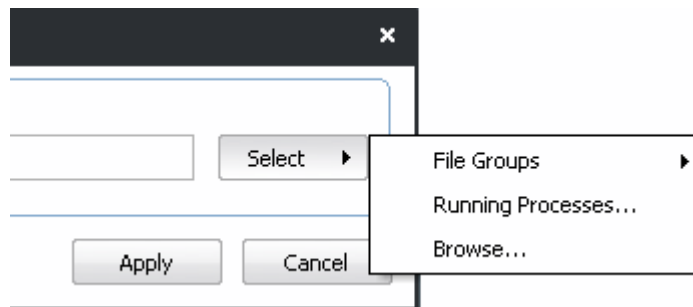 Select
File Groups
Running Processes...
Browse...
Apply
Cancel